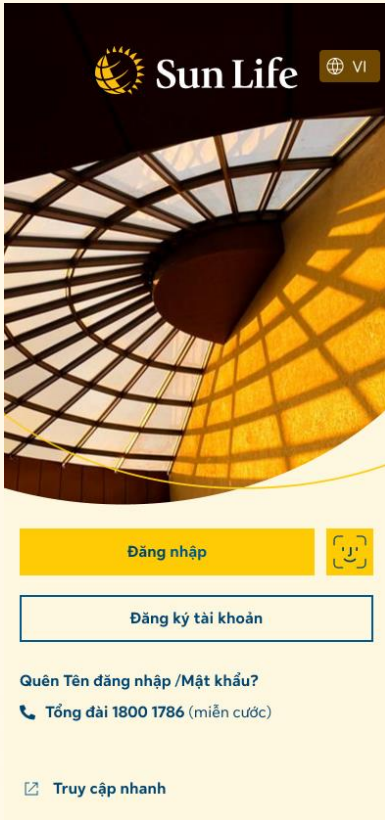 Sun Life
VI
Đăng nhập
Đăng ký tài khoản
Quên Tên đăng nhập /Mật khẩu?
Tổng đài 1800 1786 (miễn cước)
Truy cập nhanh